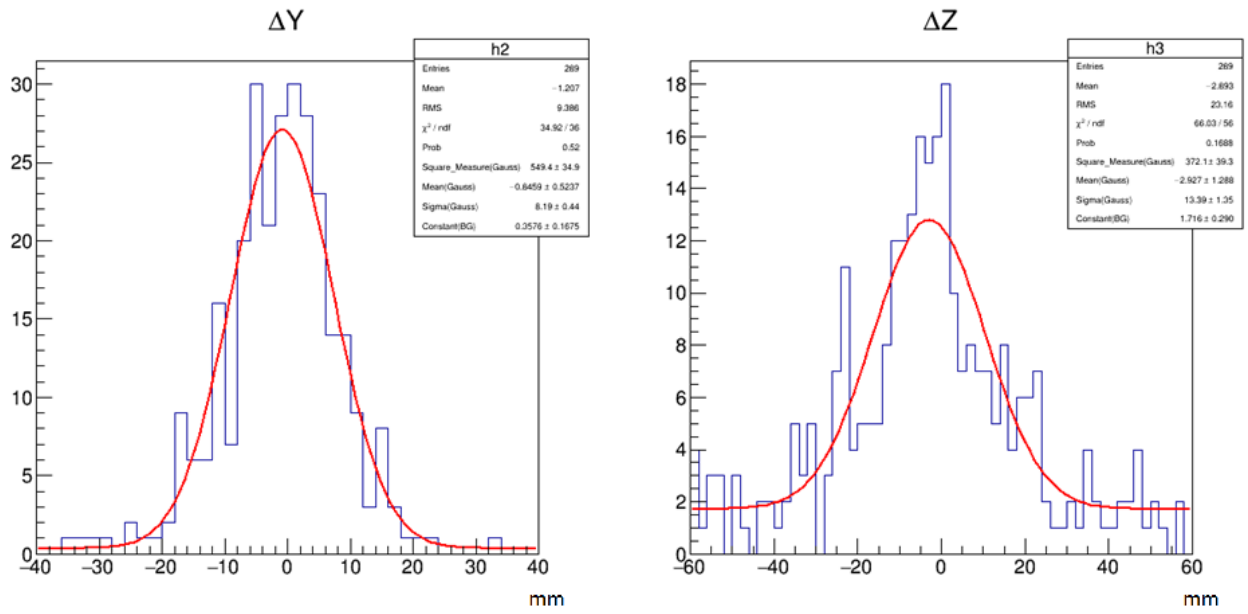 ΔY
h2
Entries 289
Mean −1.207
RMS 9.386
χ² / ndf 34.92 / 36
Prob 0.52
Square_Measure(Gauss) 549.4 ± 34.9
Mean(Gauss) −0.8459 ± 0.5237
Sigma(Gauss) 8.19 ± 0.44
Constant(BG) 0.3576 ± 0.1675
30
25
20
15
10
5
0
−40 −30 −20 −10 0 10 20 30 40
mm
ΔZ
h3
Entries 289
Mean −2.893
RMS 23.16
χ² / ndf 66.03 / 56
Prob 0.1688
Square_Measure(Gauss) 372.1 ± 39.3
Mean(Gauss) −2.927 ± 1.288
Sigma(Gauss) 13.39 ± 1.35
Constant(BG) 1.716 ± 0.290
18
16
14
12
10
8
6
4
2
0
−60 −40 −20 0 20 40 60
mm